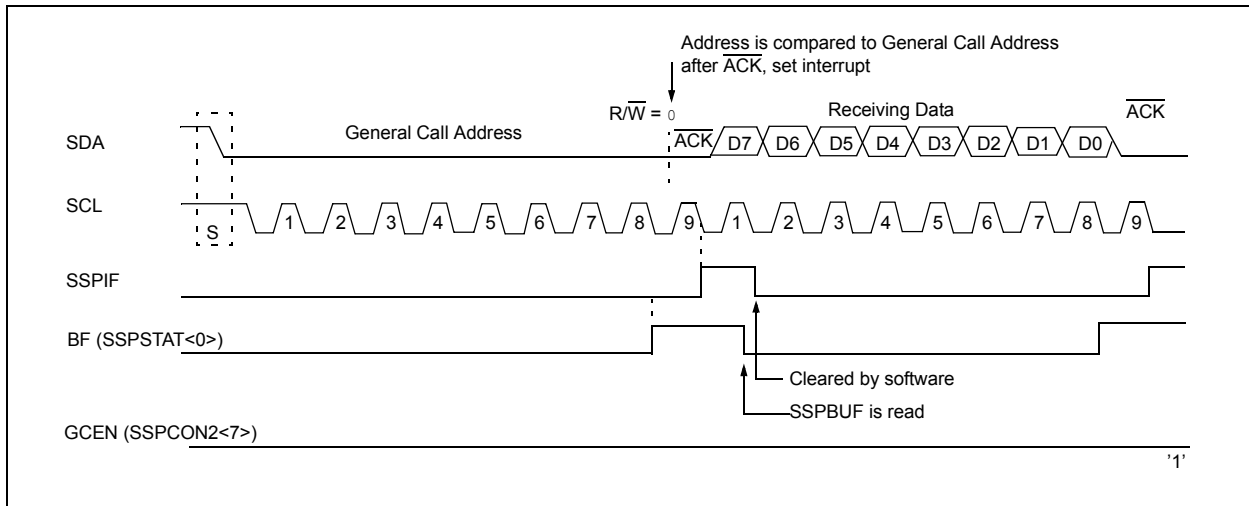 Address is compared to General Call Address
after A̅C̅K̅, set interrupt
R/W̅ = 0
Receiving Data
A̅C̅K̅
General Call Address
SDA
A̅C̅K̅ D7 D6 D5 D4 D3 D2 D1 D0
SCL
S 1 2 3 4 5 6 7 8 9 1 2 3 4 5 6 7 8 9
SSPIF
BF (SSPSTAT<0>)
Cleared by software
SSPBUF is read
GCEN (SSPCON2<7>)
'1'